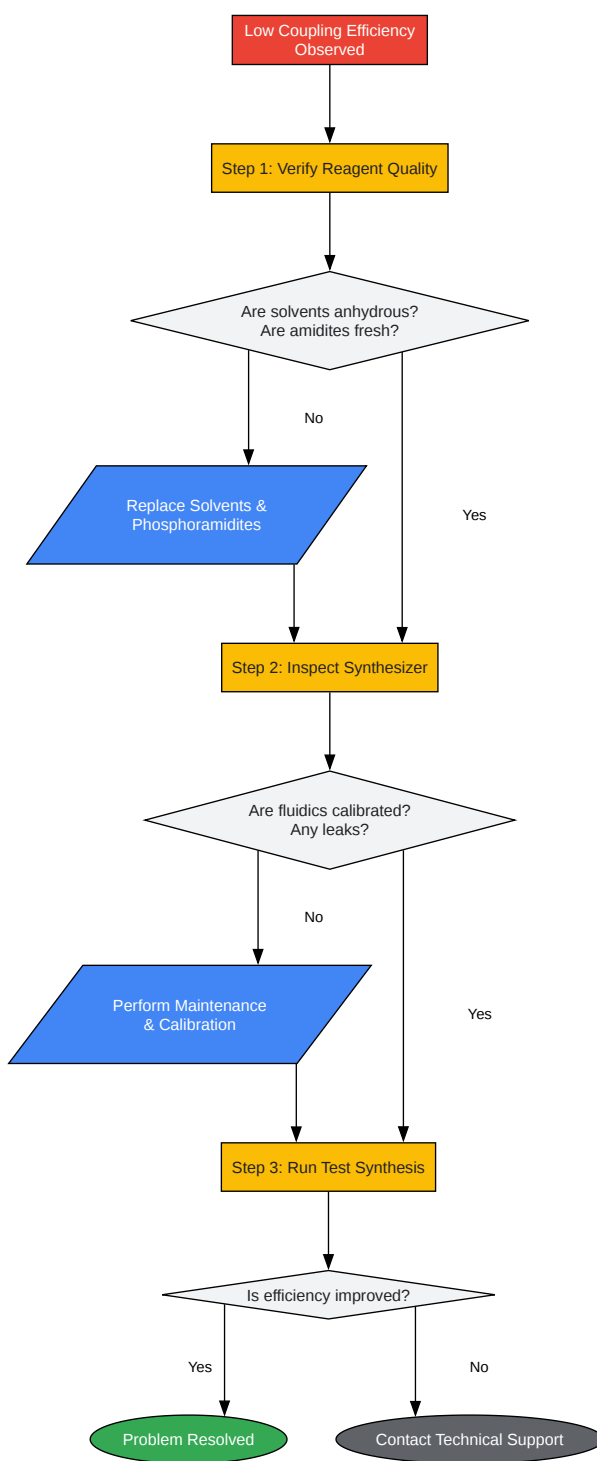 Low Coupling Efficiency
Observed
Step 1: Verify Reagent Quality
Are solvents anhydrous?
Are amidites fresh?
No
Replace Solvents &
Phosphoramidites
Yes
Step 2: Inspect Synthesizer
Are fluidics calibrated?
Any leaks?
No
Perform Maintenance
& Calibration
Yes
Step 3: Run Test Synthesis
Is efficiency improved?
Yes
No
Problem Resolved
Contact Technical Support